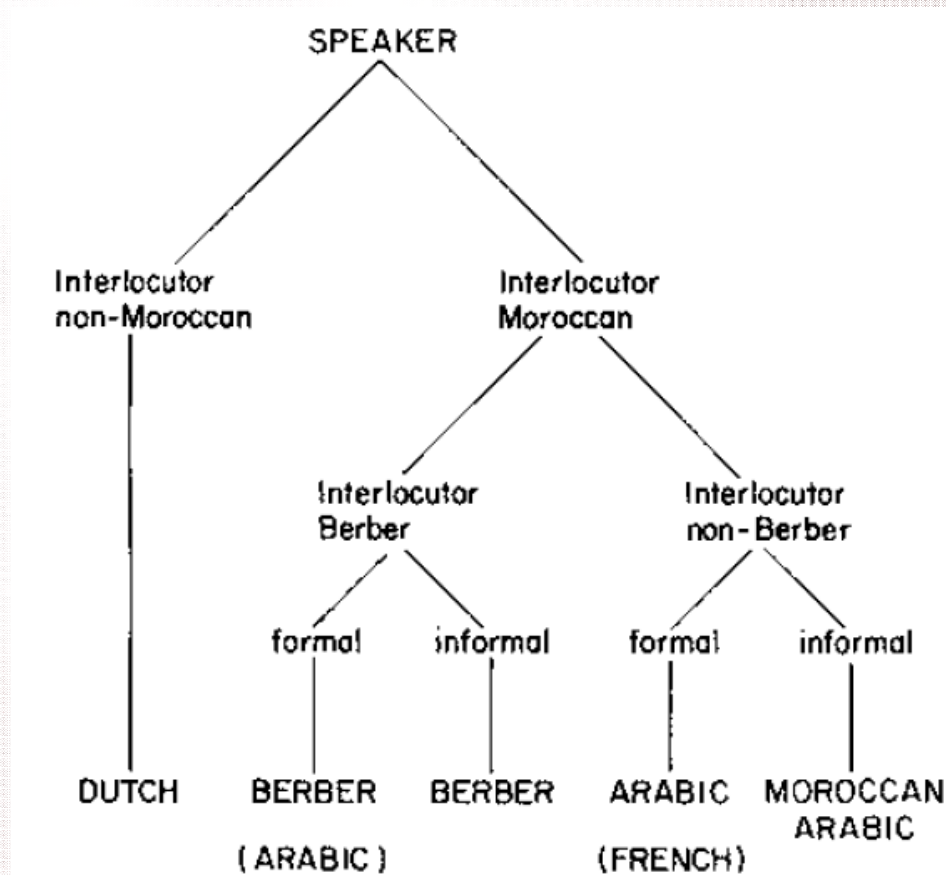 SPEAKER
Interlocutor
non-Moroccan
Interlocutor
Moroccan
Interlocutor
Berber
Interlocutor
non-Berber
formal
informal
formal
informal
DUTCH
BERBER
(ARABIC)
BERBER
ARABIC
(FRENCH)
MOROCCAN
ARABIC